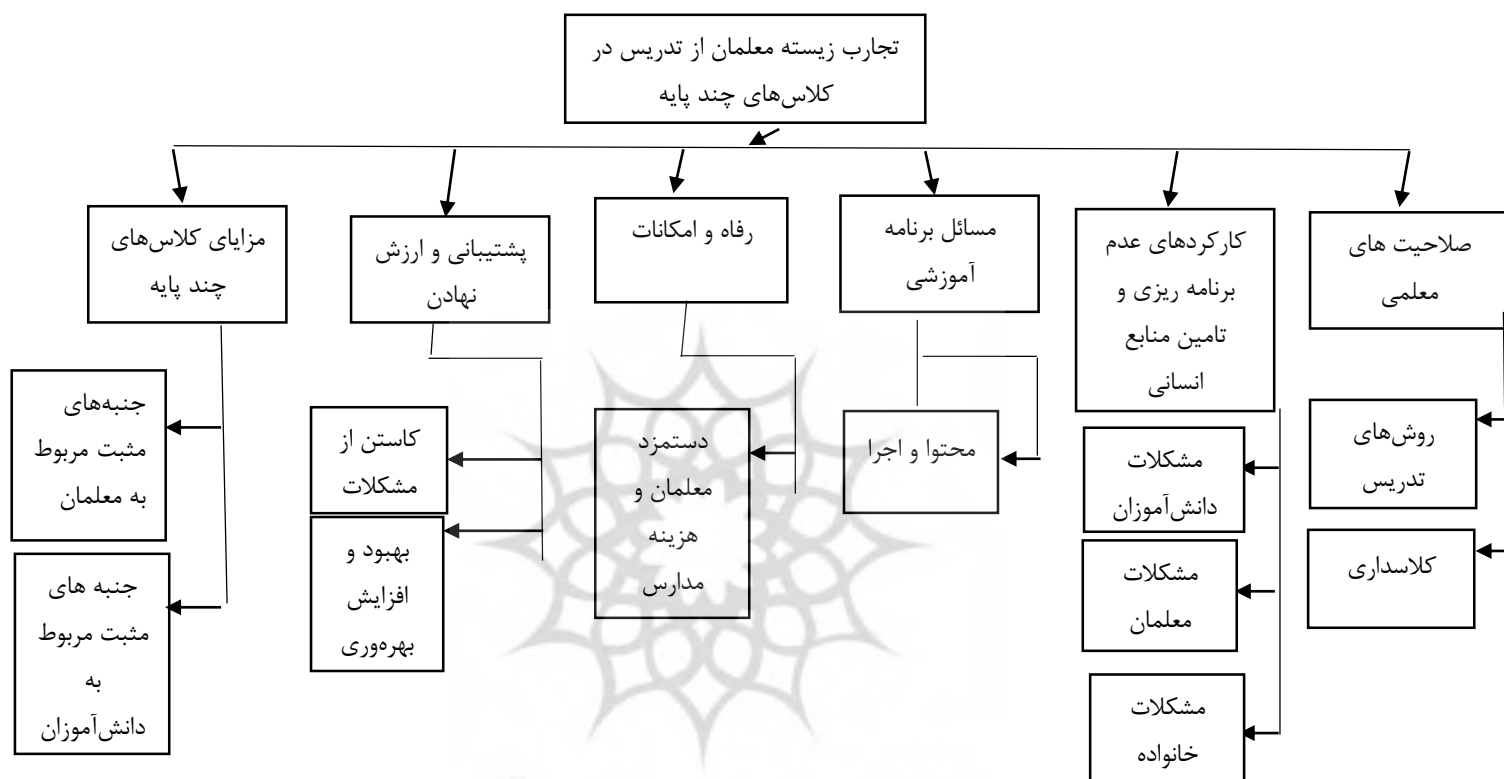 تجارب زیسته معلمان از تدریس در
کلاس‌های چند پایه
صلاحیت های
معلمی
کارکردهای عدم
برنامه ریزی و
تامین منابع
انسانی
مسائل برنامه
آموزشی
رفاه و امکانات
پشتیبانی و ارزش
نهادن
مزایای کلاس‌های
چند پایه
روش‌های
تدریس
کلاسداری
مشکلات
دانش‌آموزان
مشکلات
معلمان
مشکلات
خانواده
محتوا و اجرا
دستمزد
معلمان و
هزینه
مدارس
کاستن از
مشکلات
بهبود و
افزایش
بهره‌وری
جنبه‌های
مثبت مربوط
به معلمان
جنبه های
مثبت مربوط
به
دانش‌آموزان